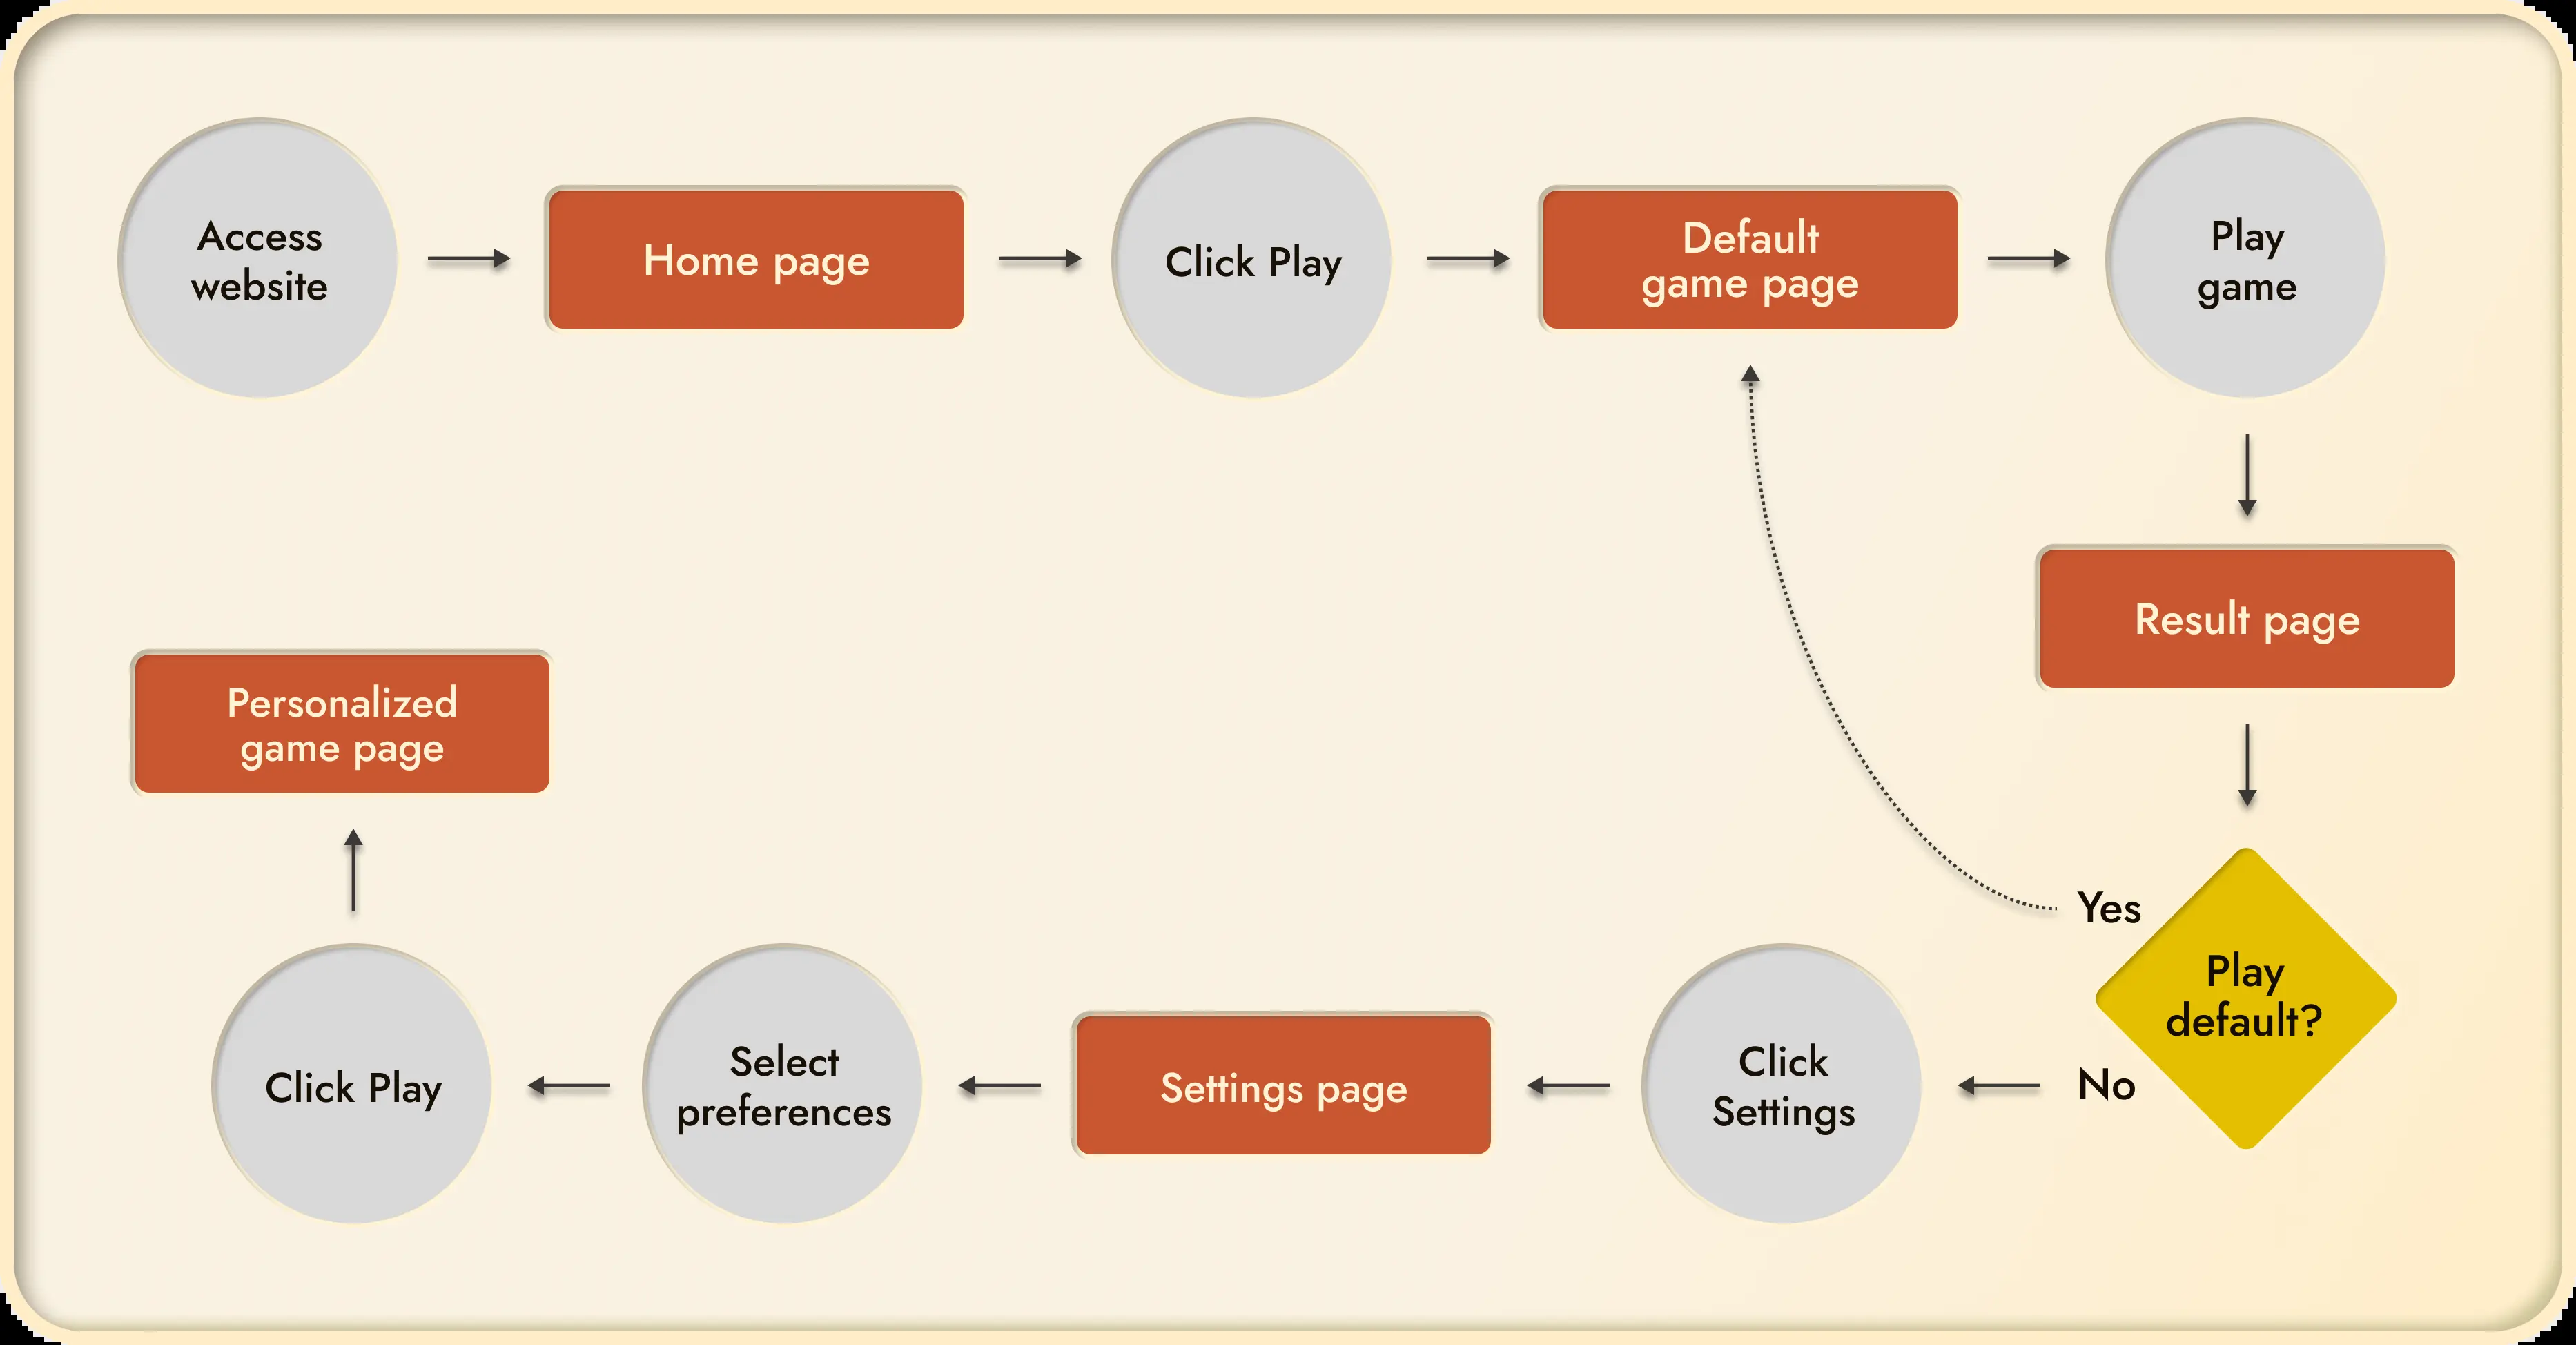 Access
website
Home page
Click Play
Default
game page
Play
game
Result page
Play
default?
Yes
No
Click
Settings
Settings page
Select
preferences
Click Play
Personalized
game page